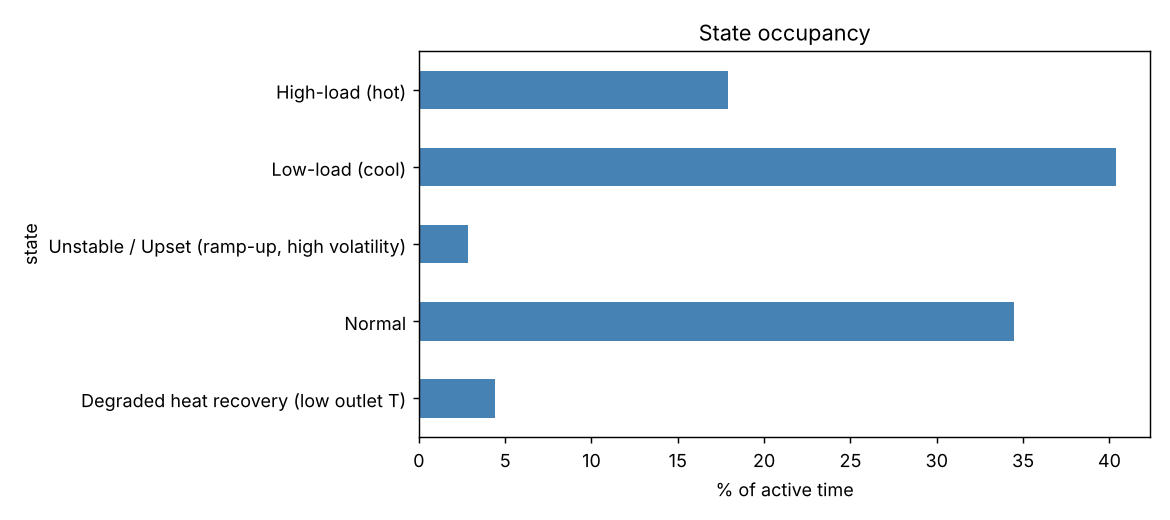 State occupancy
High-load (hot)
Low-load (cool)
Unstable / Upset (ramp-up, high volatility)
Normal
Degraded heat recovery (low outlet T)
state
0 5 10 15 20 25 30 35 40
% of active time